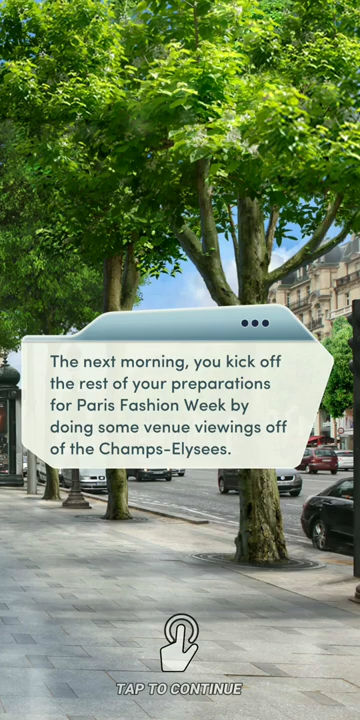 The next morning, you kick off
the rest of your preparations
for Paris Fashion Week by
doing some venue viewings off
of the Champs-Elysees.
TAP TO CONTINUE